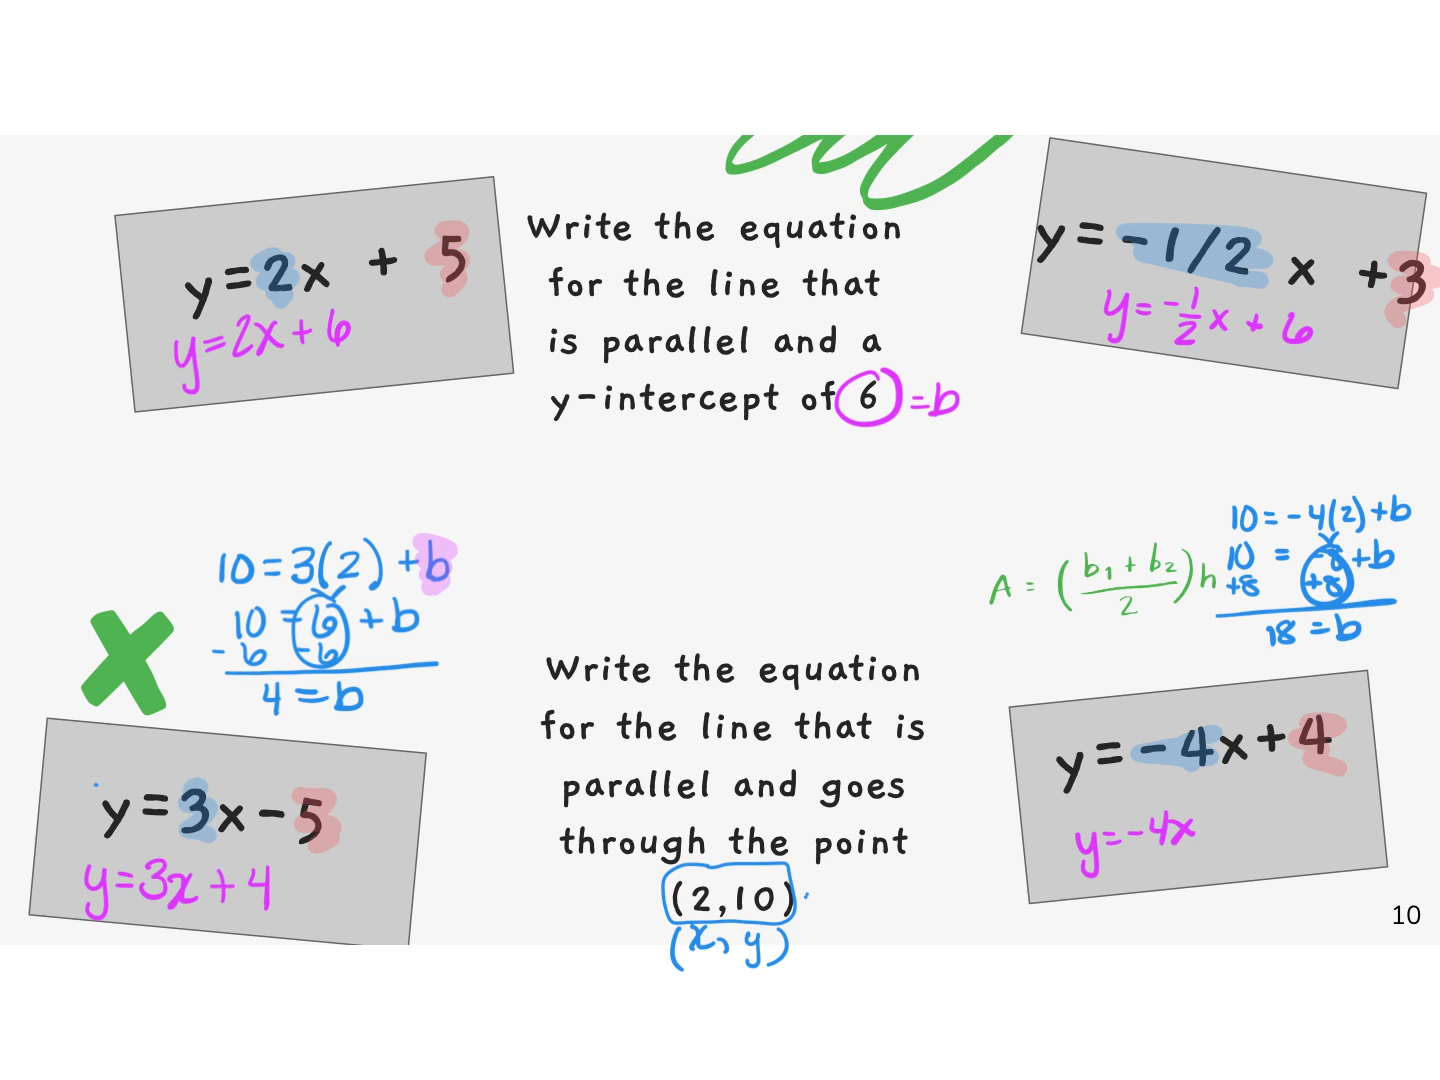 y = 2x + 5
y = 2x + 6
Write the equation
for the line that
is parallel and a
y-intercept of 6 = b
y = -1/2 x + 3
y = -1/2 x + 6
10 = 3(2) + b
10 = 6 + b
- 6 - 6
4 = b
y = 3x - 5
y = 3x + 4
Write the equation
for the line that is
parallel and goes
through the point
(2,10)
(x, y)
A = (b₁ + b₂ / 2) h
10 = -4(2) + b
10 = -8 + b
+8 +8
18 = b
y = -4x + 4
y = -4x
10